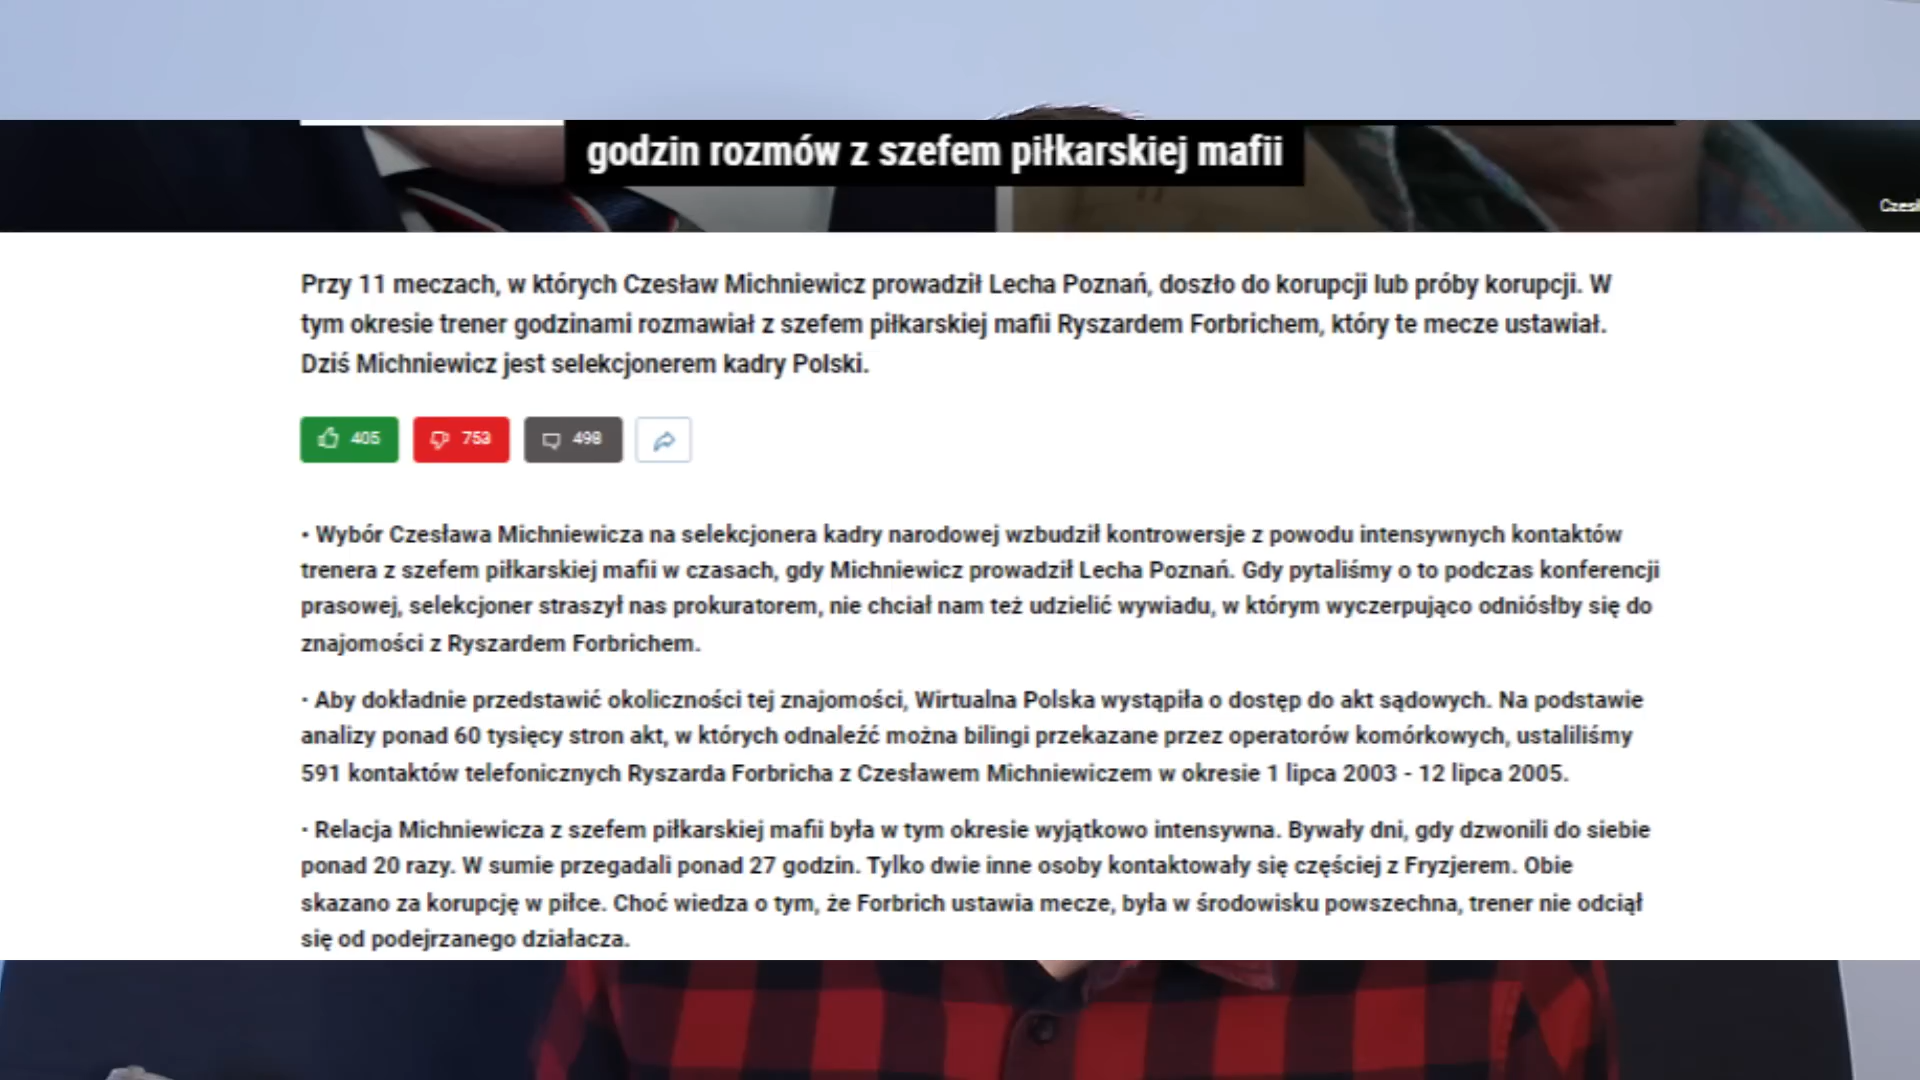 godzin rozmów z szefem piłkarskiej mafii
Czesł
Przy 11 meczach, w których Czesław Michniewicz prowadził Lecha Poznań, doszło do korupcji lub próby korupcji. W
tym okresie trener godzinami rozmawiał z szefem piłkarskiej mafii Ryszardem Forbrichem, który te mecze ustawiał.
Dziś Michniewicz jest selekcjonerem kadry Polski.
405 753 498
• Wybór Czesława Michniewicza na selekcjonera kadry narodowej wzbudził kontrowersje z powodu intensywnych kontaktów
trenera z szefem piłkarskiej mafii w czasach, gdy Michniewicz prowadził Lecha Poznań. Gdy pytaliśmy o to podczas konferencji
prasowej, selekcjoner straszył nas prokuratorem, nie chciał nam też udzielić wywiadu, w którym wyczerpująco odniósłby się do
znajomości z Ryszardem Forbrichem.
· Aby dokładnie przedstawić okoliczności tej znajomości, Wirtualna Polska wystąpiła o dostęp do akt sądowych. Na podstawie
analizy ponad 60 tysięcy stron akt, w których odnaleźć można bilingi przekazane przez operatorów komórkowych, ustaliliśmy
591 kontaktów telefonicznych Ryszarda Forbricha z Czesławem Michniewiczem w okresie 1 lipca 2003 - 12 lipca 2005.
· Relacja Michniewicza z szefem piłkarskiej mafii była w tym okresie wyjątkowo intensywna. Bywały dni, gdy dzwonili do siebie
ponad 20 razy. W sumie przegadali ponad 27 godzin. Tylko dwie inne osoby kontaktowały się częściej z Fryzjerem. Obie
skazano za korupcję w piłce. Choć wiedza o tym, że Forbrich ustawia mecze, była w środowisku powszechna, trener nie odciął
się od podejrzanego działacza.